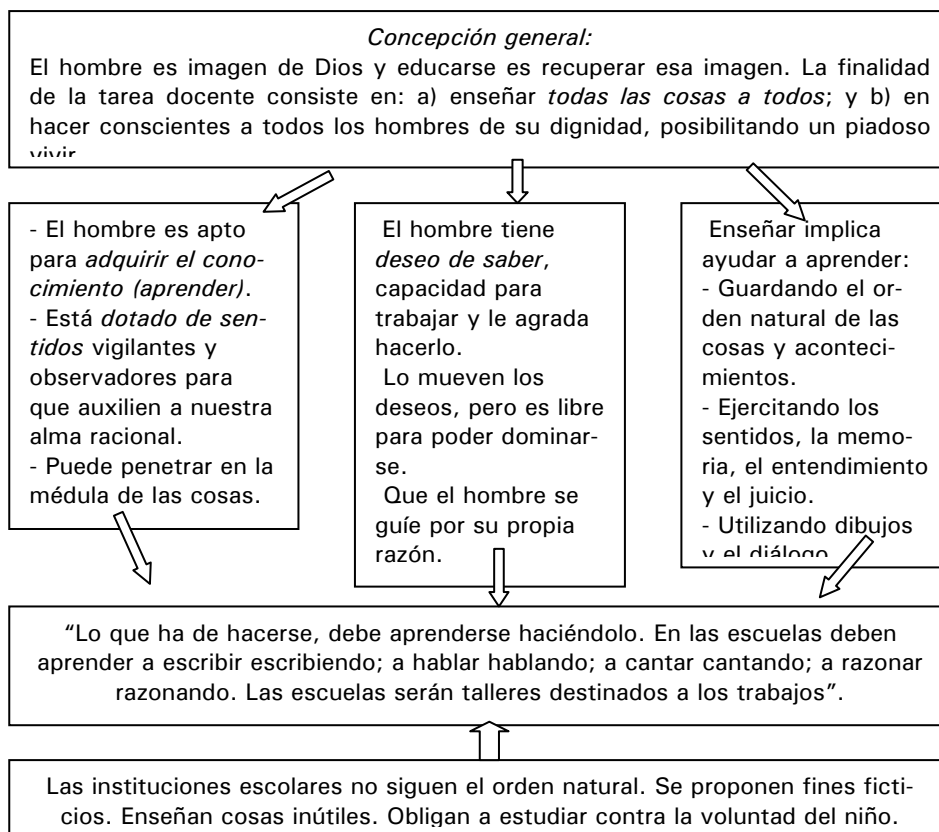 Concepción general:
El hombre es imagen de Dios y educarse es recuperar esa imagen. La finalidad
de la tarea docente consiste en: a) enseñar todas las cosas a todos; y b) en
hacer conscientes a todos los hombres de su dignidad, posibilitando un piadoso
vivir
- El hombre es apto
para adquirir el cono-
cimiento (aprender).
- Está dotado de sen-
tidos vigilantes y
observadores para
que auxilien a nuestra
alma racional.
- Puede penetrar en la
médula de las cosas.
El hombre tiene
deseo de saber,
capacidad para
trabajar y le agrada
hacerlo.
Lo mueven los
deseos, pero es libre
para poder dominar-
se.
Que el hombre se
guíe por su propia
razón.
Enseñar implica
ayudar a aprender:
- Guardando el or-
den natural de las
cosas y aconteci-
mientos.
- Ejercitando los
sentidos, la memo-
ria, el entendimiento
y el juicio.
- Utilizando dibujos
y el diálogo
“Lo que ha de hacerse, debe aprenderse haciéndolo. En las escuelas deben
aprender a escribir escribiendo; a hablar hablando; a cantar cantando; a razonar
razonando. Las escuelas serán talleres destinados a los trabajos”.
Las instituciones escolares no siguen el orden natural. Se proponen fines ficti-
cios. Enseñan cosas inútiles. Obligan a estudiar contra la voluntad del niño.